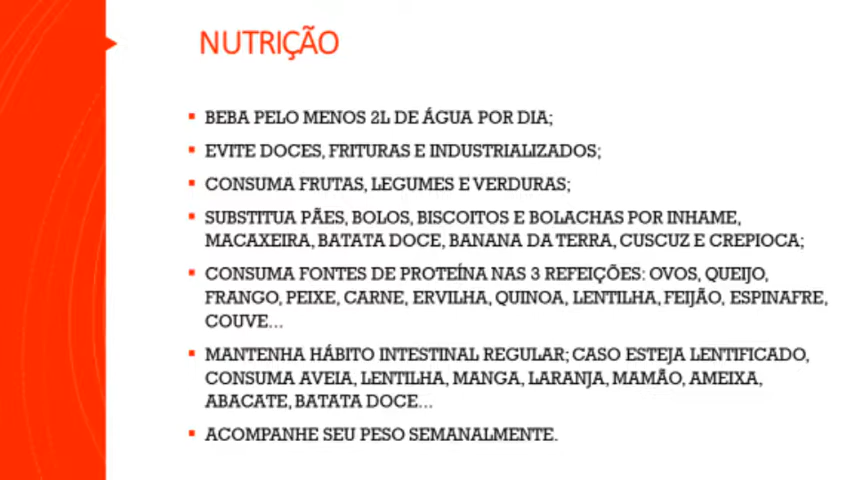 NUTRIÇÃO
BEBA PELO MENOS 2L DE ÁGUA POR DIA;
EVITE DOCES, FRITURAS E INDUSTRIALIZADOS;
CONSUMA FRUTAS, LEGUMES E VERDURAS;
SUBSTITUA PÃES, BOLOS, BISCOITOS E BOLACHAS POR INHAME,
MACAXEIRA, BATATA DOCE, BANANA DA TERRA, CUSCUZ E CREPIOCA;
CONSUMA FONTES DE PROTEÍNA NAS 3 REFEIÇÕES: OVOS, QUEIJO,
FRANGO, PEIXE, CARNE, ERVILHA, QUINOA, LENTILHA, FEIJÃO, ESPINAFRE,
COUVE...
MANTENHA HÁBITO INTESTINAL REGULAR; CASO ESTEJA LENTIFICADO,
CONSUMA AVEIA, LENTILHA, MANGA, LARANJA, MAMÃO, AMEIXA,
ABACATE, BATATA DOCE...
ACOMPANHE SEU PESO SEMANALMENTE.